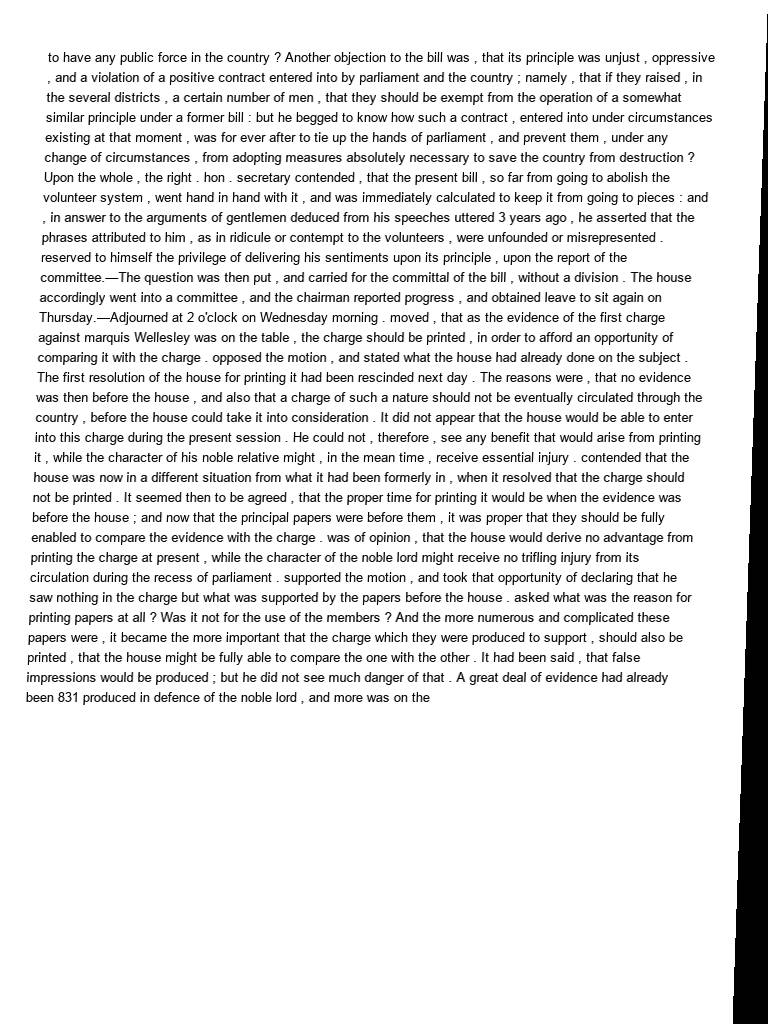 to have any public force in the country ? Another objection to the bill was , that its principle was unjust , oppressive
, and a violation of a positive contract entered into by parliament and the country ; namely , that if they raised , in
the several districts , a certain number of men , that they should be exempt from the operation of a somewhat
similar principle under a former bill : but he begged to know how such a contract , entered into under circumstances
existing at that moment , was for ever after to tie up the hands of parliament , and prevent them , under any
change of circumstances , from adopting measures absolutely necessary to save the country from destruction ?
Upon the whole , the right . hon . secretary contended , that the present bill , so far from going to abolish the
volunteer system , went hand in hand with it , and was immediately calculated to keep it from going to pieces : and
, in answer to the arguments of gentlemen deduced from his speeches uttered 3 years ago , he asserted that the
phrases attributed to him , as in ridicule or contempt to the volunteers , were unfounded or misrepresented .
reserved to himself the privilege of delivering his sentiments upon its principle , upon the report of the
committee.—The question was then put , and carried for the committal of the bill , without a division . The house
accordingly went into a committee , and the chairman reported progress , and obtained leave to sit again on
Thursday.—Adjourned at 2 o'clock on Wednesday morning . moved , that as the evidence of the first charge
against marquis Wellesley was on the table , the charge should be printed , in order to afford an opportunity of
comparing it with the charge . opposed the motion , and stated what the house had already done on the subject .
The first resolution of the house for printing it had been rescinded next day . The reasons were , that no evidence
was then before the house , and also that a charge of such a nature should not be eventually circulated through the
country , before the house could take it into consideration . It did not appear that the house would be able to enter
into this charge during the present session . He could not , therefore , see any benefit that would arise from printing
it , while the character of his noble relative might , in the mean time , receive essential injury . contended that the
house was now in a different situation from what it had been formerly in , when it resolved that the charge should
not be printed . It seemed then to be agreed , that the proper time for printing it would be when the evidence was
before the house ; and now that the principal papers were before them , it was proper that they should be fully
enabled to compare the evidence with the charge . was of opinion , that the house would derive no advantage from
printing the charge at present , while the character of the noble lord might receive no trifling injury from its
circulation during the recess of parliament . supported the motion , and took that opportunity of declaring that he
saw nothing in the charge but what was supported by the papers before the house . asked what was the reason for
printing papers at all ? Was it not for the use of the members ? And the more numerous and complicated these
papers were , it became the more important that the charge which they were produced to support , should also be
printed , that the house might be fully able to compare the one with the other . It had been said , that false
impressions would be produced ; but he did not see much danger of that . A great deal of evidence had already
been 831 produced in defence of the noble lord , and more was on the